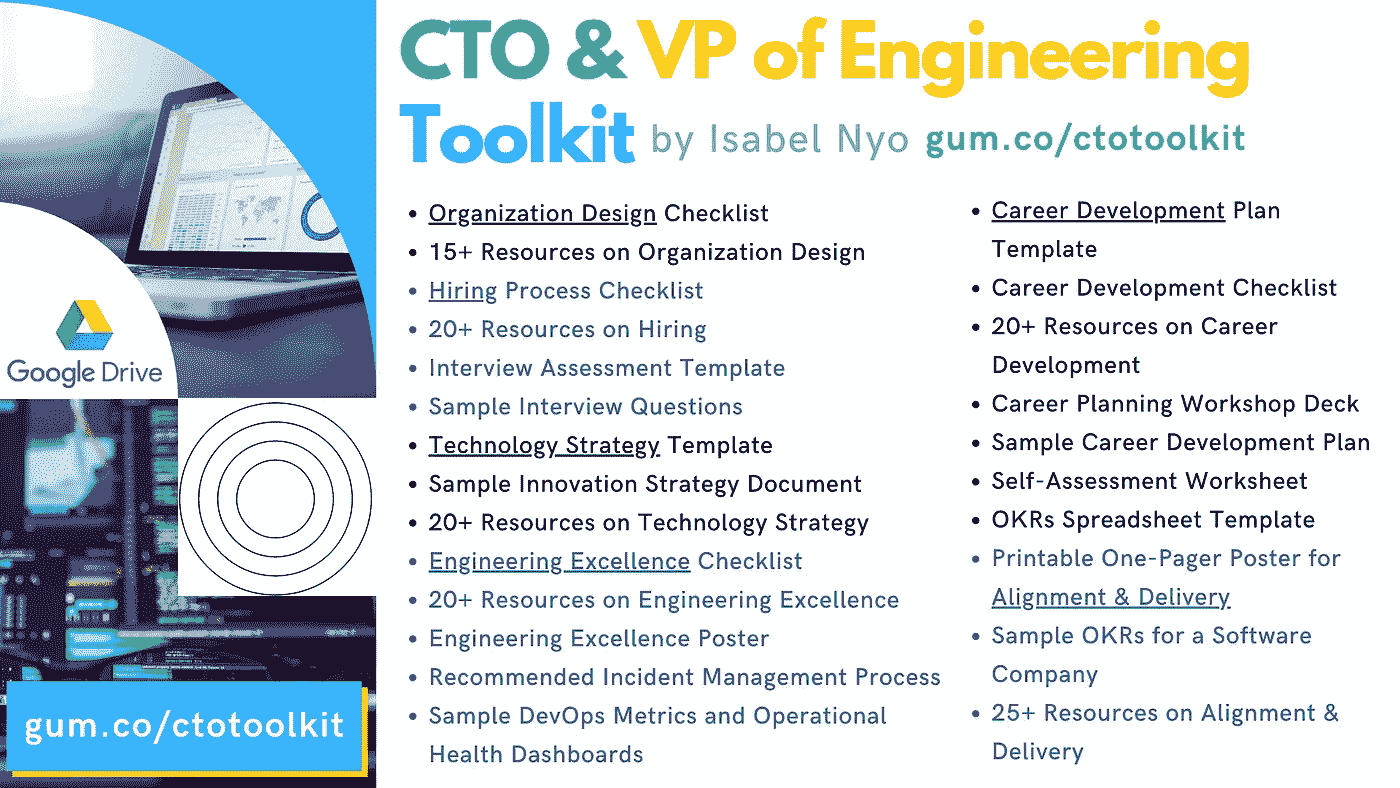 CTO & VP of Engineering
Toolkit by Isabel Nyo gum.co/ctotoolkit
Organization Design Checklist
15+ Resources on Organization Design
Hiring Process Checklist
20+ Resources on Hiring
Interview Assessment Template
Sample Interview Questions
Technology Strategy Template
Sample Innovation Strategy Document
20+ Resources on Technology Strategy
Engineering Excellence Checklist
20+ Resources on Engineering Excellence
Engineering Excellence Poster
Recommended Incident Management Process
Sample DevOps Metrics and Operational
Health Dashboards
Career Development Plan
Template
Career Development Checklist
20+ Resources on Career
Development
Career Planning Workshop Deck
Sample Career Development Plan
Self-Assessment Worksheet
OKRs Spreadsheet Template
Printable One-Pager Poster for
Alignment & Delivery
Sample OKRs for a Software
Company
25+ Resources on Alignment &
Delivery
Google Drive
gum.co/ctotoolkit